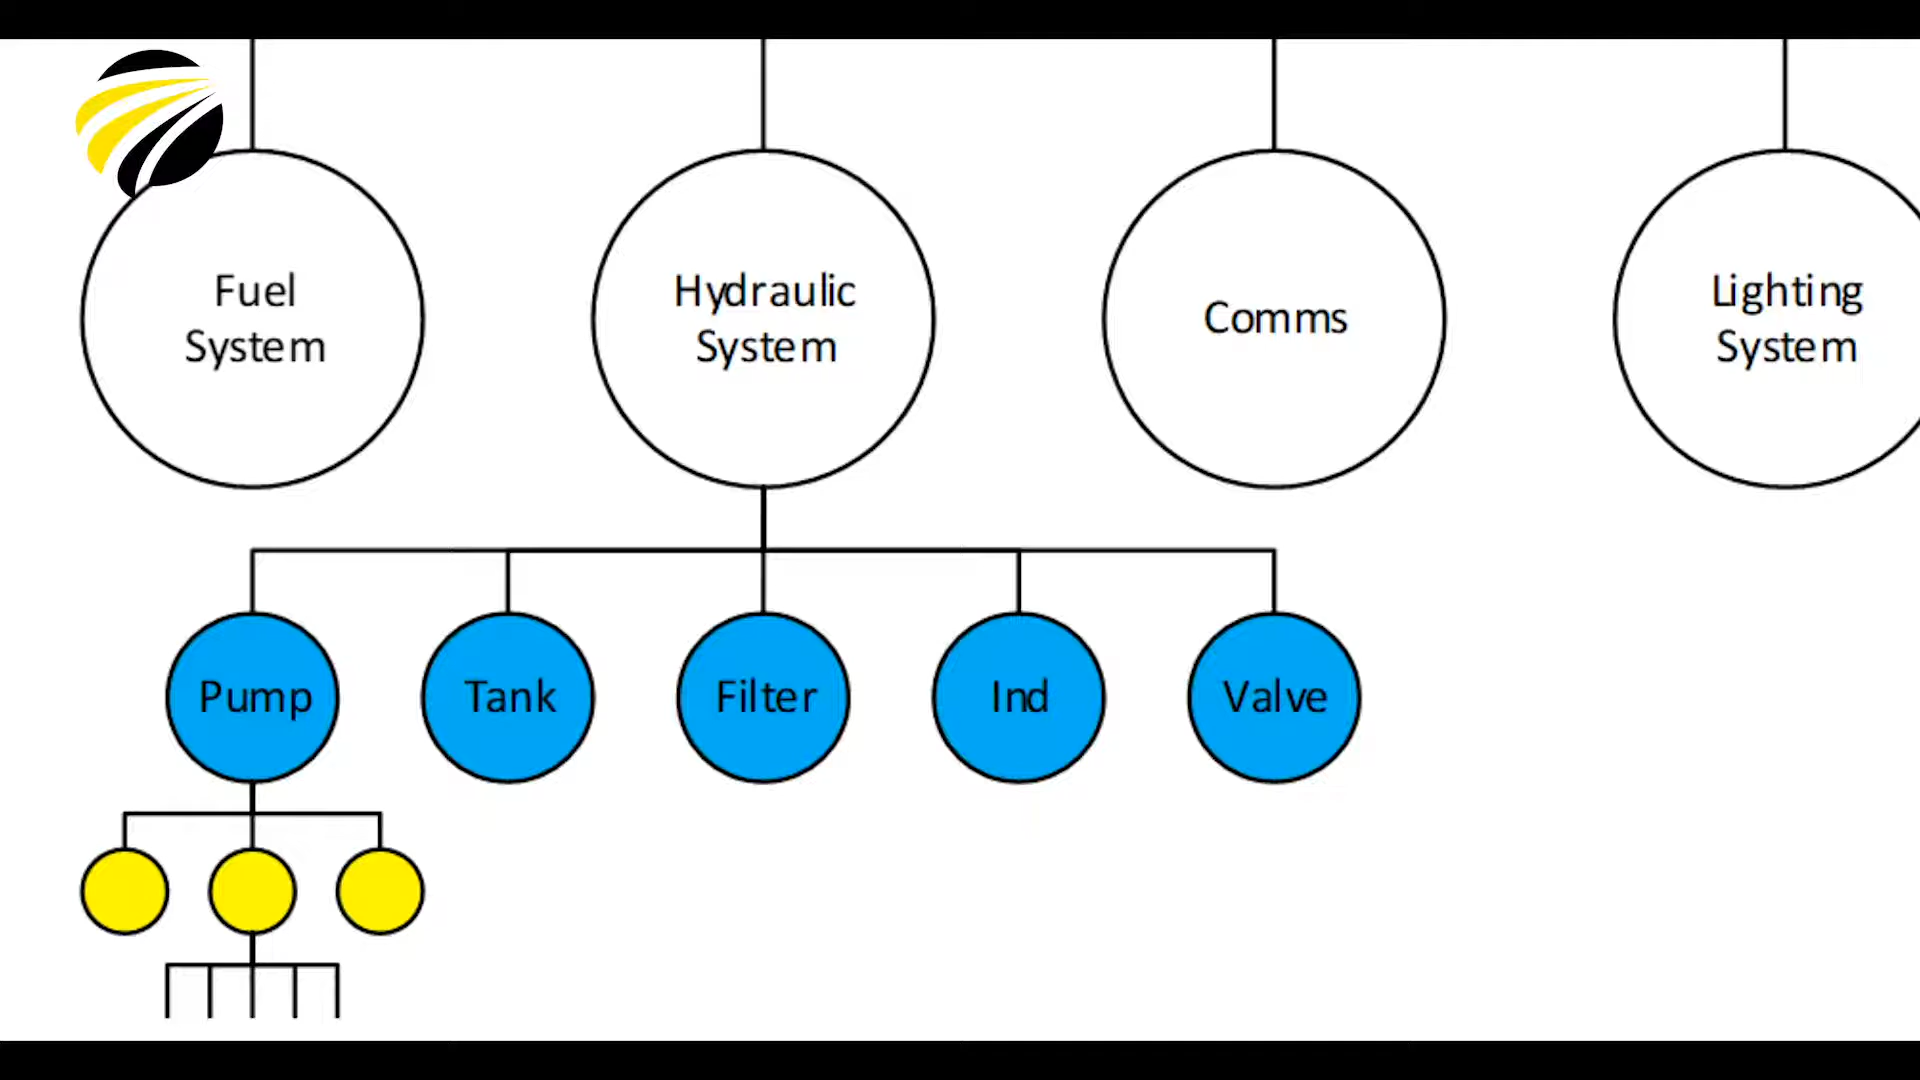 Fuel
System
Hydraulic
System
Comms
Lighting
System
Pump
Tank
Filter
Ind
Valve